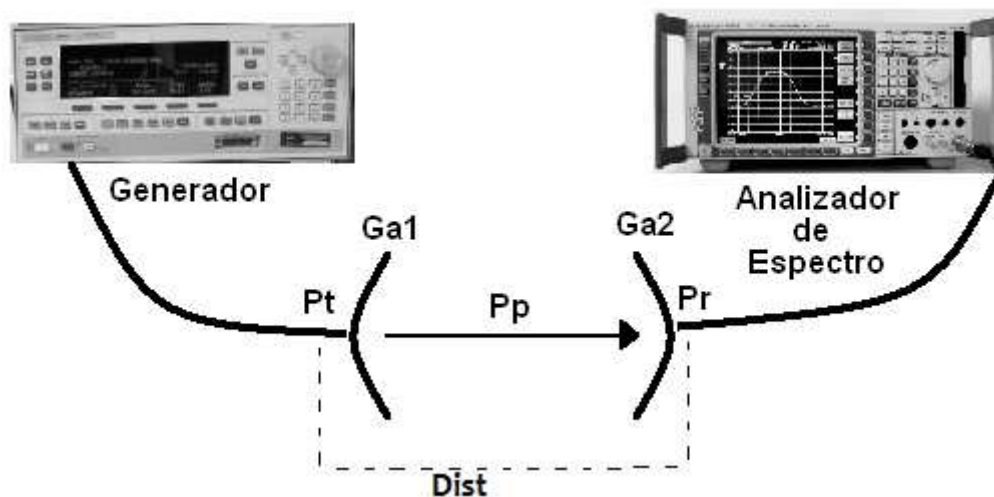 Generador
Analizador
de
Espectro
Ga1
Ga2
Pt
Pp
Pr
Dist